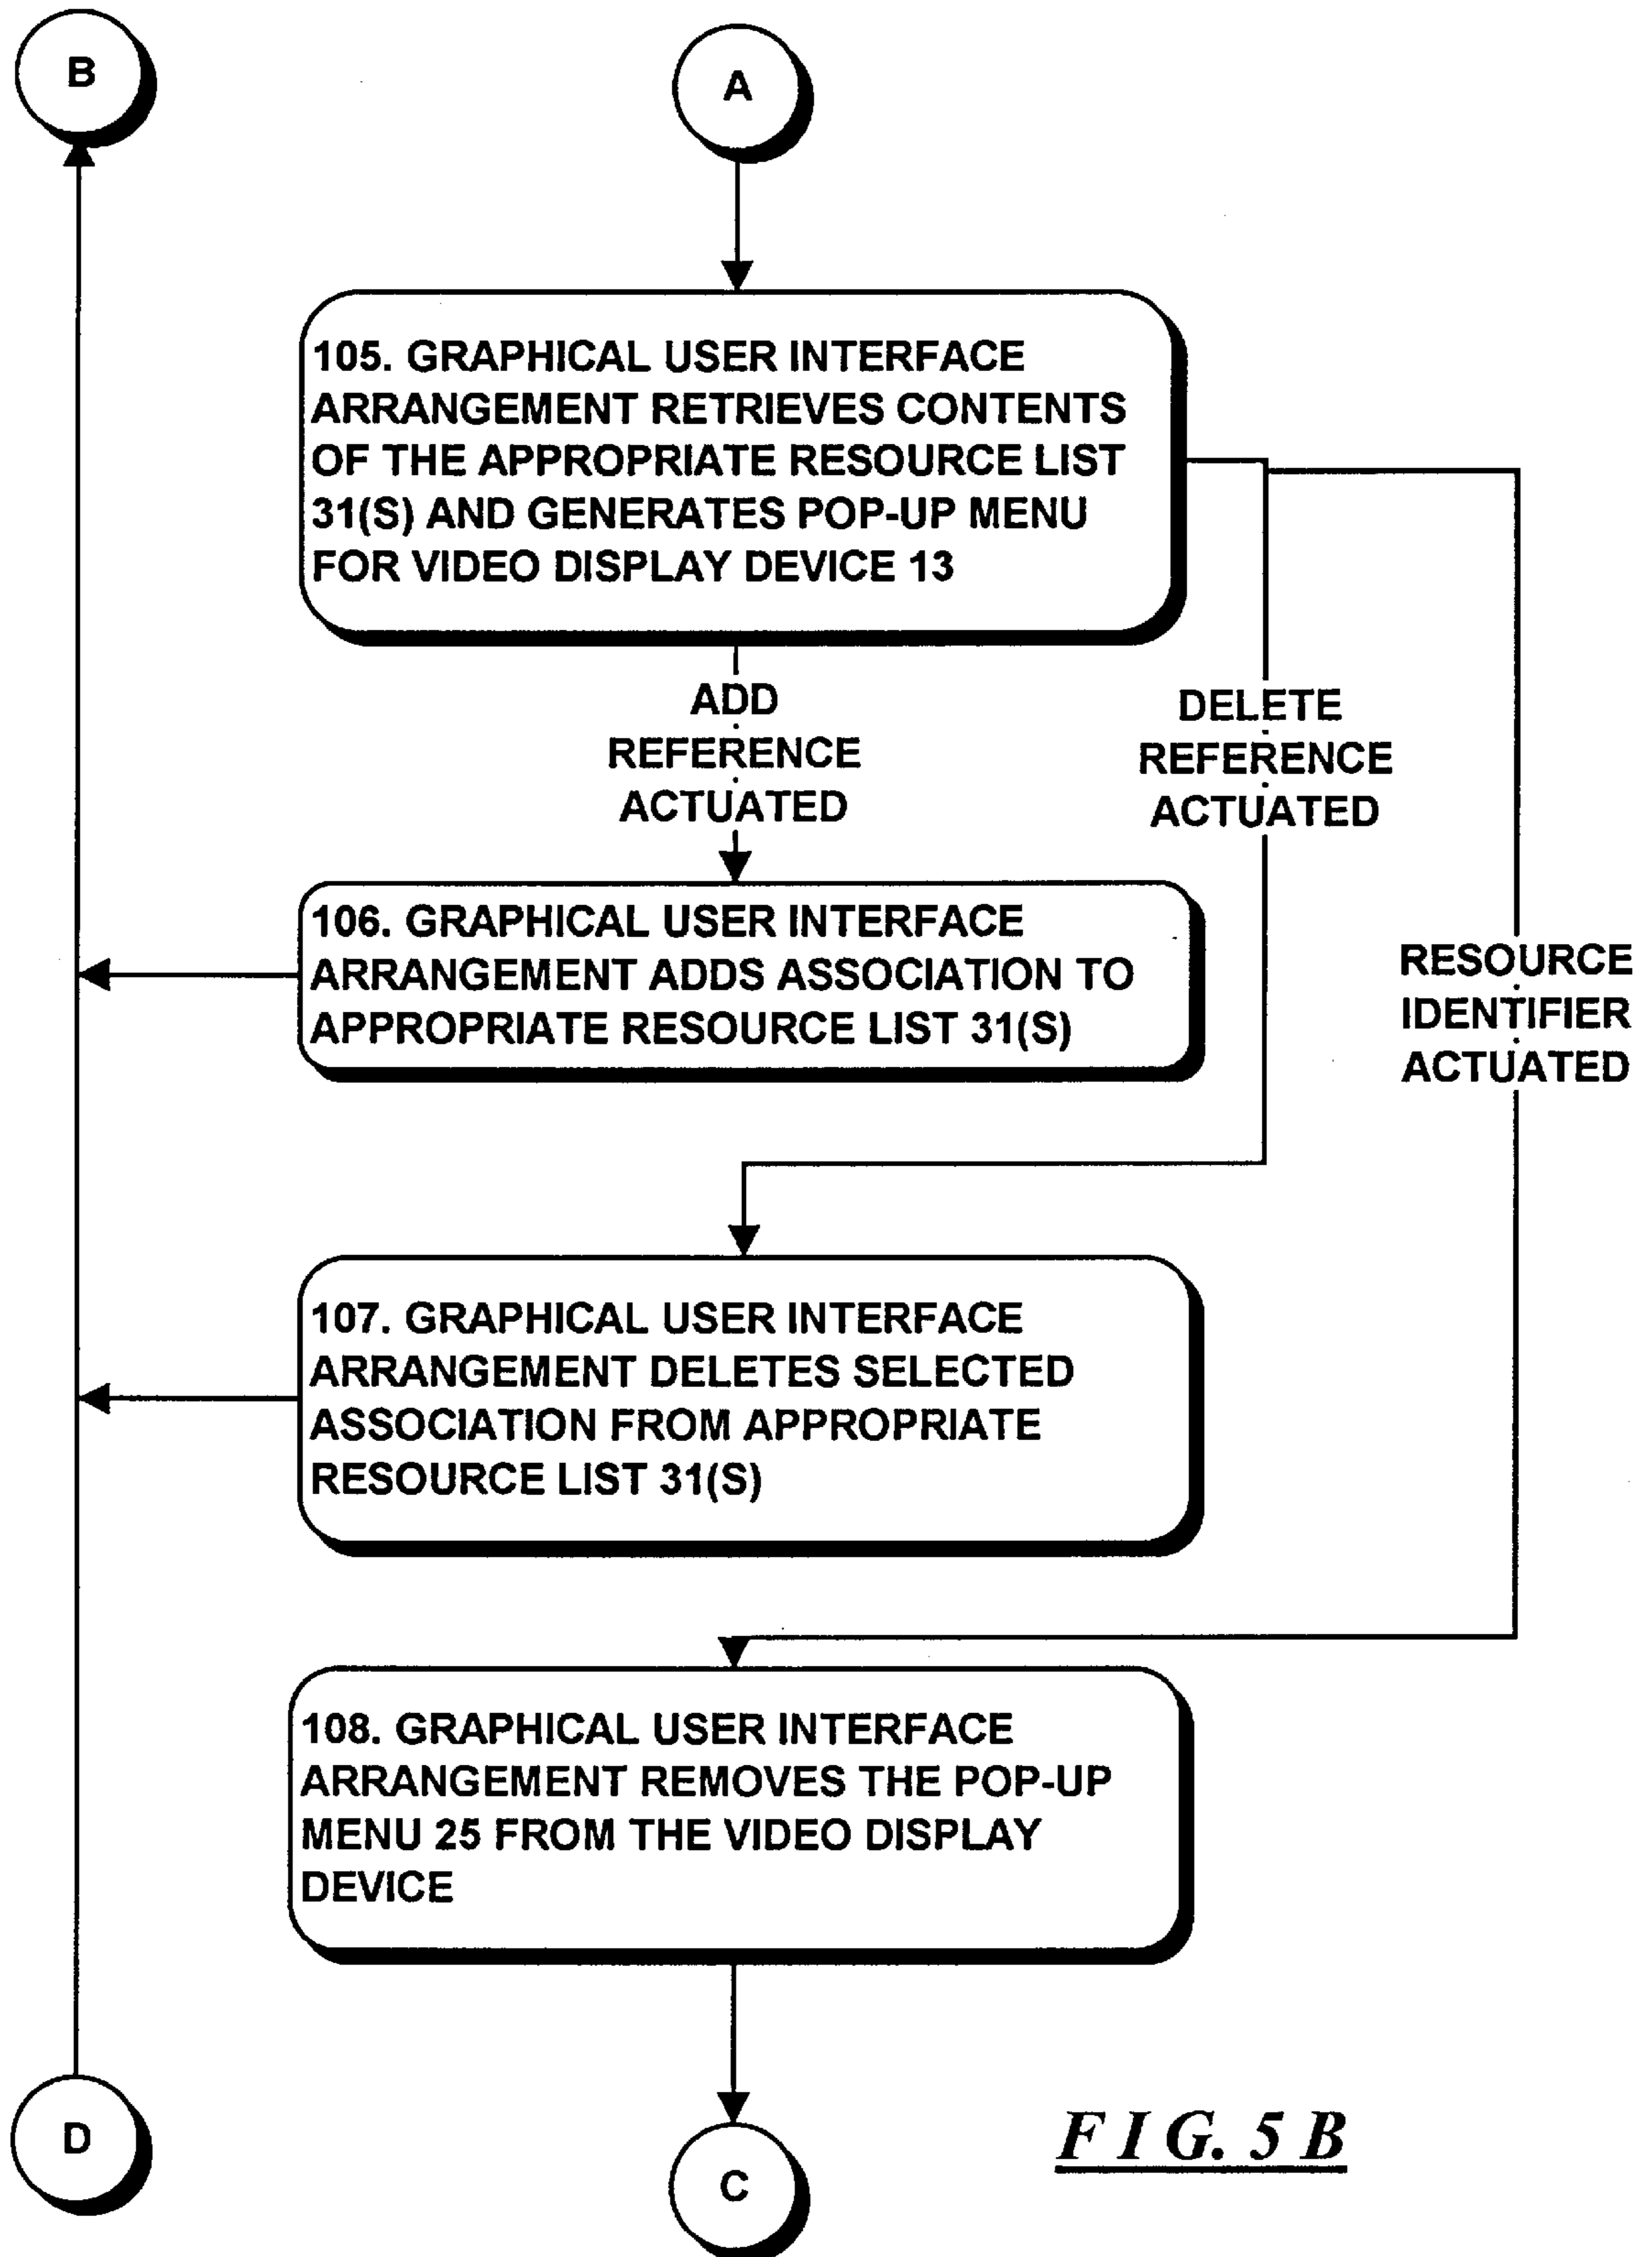 B
A
105. GRAPHICAL USER INTERFACE
ARRANGEMENT RETRIEVES CONTENTS
OF THE APPROPRIATE RESOURCE LIST
31(S) AND GENERATES POP-UP MENU
FOR VIDEO DISPLAY DEVICE 13
ADD
REFERENCE
ACTUATED
DELETE
REFERENCE
ACTUATED
106. GRAPHICAL USER INTERFACE
ARRANGEMENT ADDS ASSOCIATION TO
APPROPRIATE RESOURCE LIST 31(S)
RESOURCE
IDENTIFIER
ACTUATED
107. GRAPHICAL USER INTERFACE
ARRANGEMENT DELETES SELECTED
ASSOCIATION FROM APPROPRIATE
RESOURCE LIST 31(S)
108. GRAPHICAL USER INTERFACE
ARRANGEMENT REMOVES THE POP-UP
MENU 25 FROM THE VIDEO DISPLAY
DEVICE
D
C
FIG. 5B